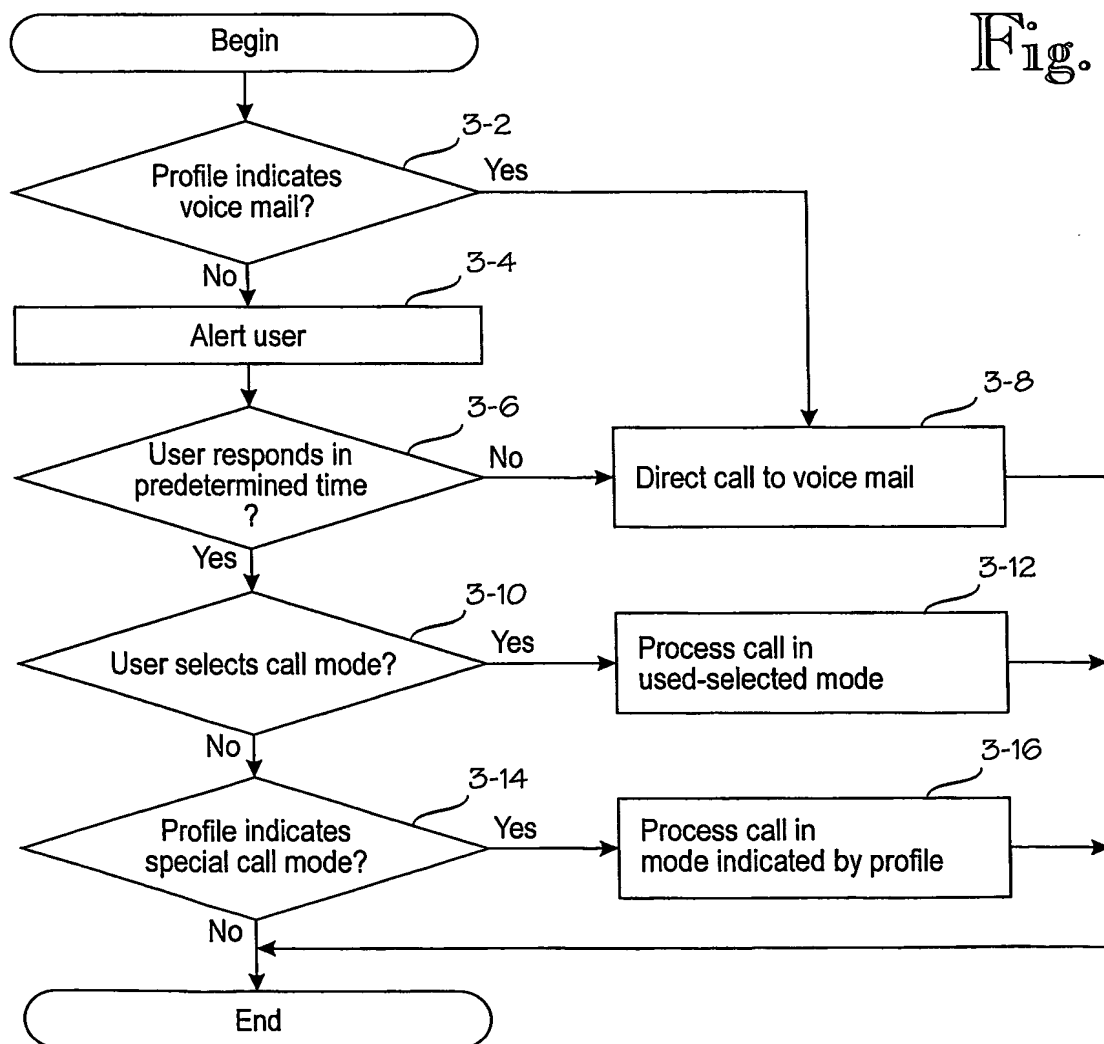 Fig.
Begin
3-2
Profile indicates
voice mail?
Yes
No
3-4
Alert user
3-6
User responds in
predetermined time
?
No
Yes
3-8
Direct call to voice mail
3-10
User selects call mode?
Yes
No
3-12
Process call in
used-selected mode
3-14
Profile indicates
special call mode?
Yes
No
3-16
Process call in
mode indicated by profile
End